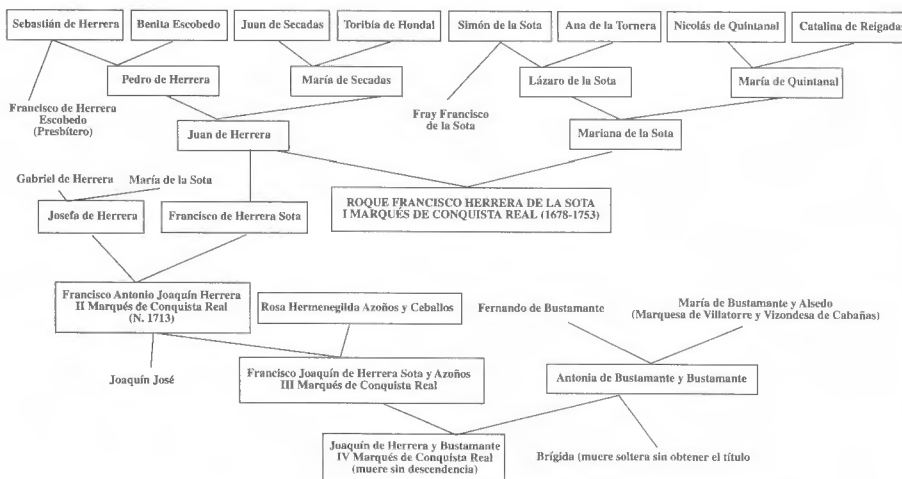 Sebastián de Herrera
Benita Escobedo
Juan de Secadas
Toribia de Hondal
Simón de la Sota
Ana de la Tornera
Nicolás de Quintanal
Catalina de Reigadas
Pedro de Herrera
María de Secadas
Lázaro de la Sota
María de Quintanal
Francisco de Herrera
Escobedo
(Presbítero)
Fray Francisco
de la Sota
Juan de Herrera
Mariana de la Sota
Gabriel de Herrera
María de la Sota
Josefa de Herrera
Francisco de Herrera Sota
ROQUE FRANCISCO HERRERA DE LA SOTA
I MARQUÉS DE CONQUISTA REAL (1678-1753)
Francisco Antonio Joaquín Herrera
II Marqués de Conquista Real
(N. 1713)
Rosa Hermenegilda Azoños y Ceballos
Fernando de Bustamante
María de Bustamante y Alsedo
(Marquesa de Villatorre y Vizondesa de Cabañas)
Joaquín José
Francisco Joaquín de Herrera Sota y Azoños
III Marqués de Conquista Real
Antonia de Bustamante y Bustamante
Joaquín de Herrera y Bustamante
IV Marqués de Conquista Real
(muere sin descendencia)
Brígida (muere soltera sin obtener el título